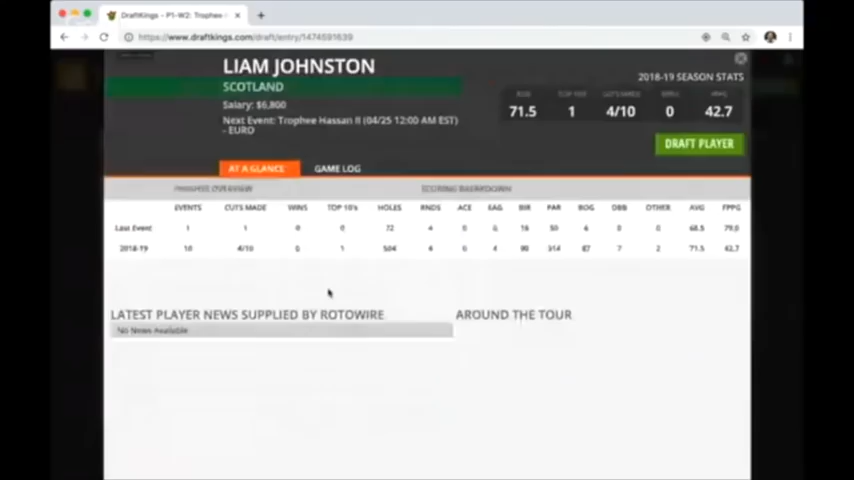 DraftKings - P1-W2: Trophee
https://www.draftkings.com/draft/entry/1474591639
LIAM JOHNSTON
SCOTLAND
Salary: $6,800
Next Event: Trophee Hassan II (04/25 12:00 AM EST)
- EURO
2018-19 SEASON STATS
CUTS MADE
71.5 1 4/10 0 42.7
DRAFT PLAYER
AT A GLANCE GAME LOG
SCORING BREAKDOWN
EVENTS CUTS MADE WINS TOP 10's HOLES RNDS ACE EAG BIR PAR BOG DBB OTHER AVG FPPG
Last Event 1 1 0 0 72 4 0 16 50 6 0 0 68.5 79.0
2018-19 10 4/10 0 1 504 0 4 90 314 87 7 2 71.5
LATEST PLAYER NEWS SUPPLIED BY ROTOWIRE AROUND THE TOUR
No News Available